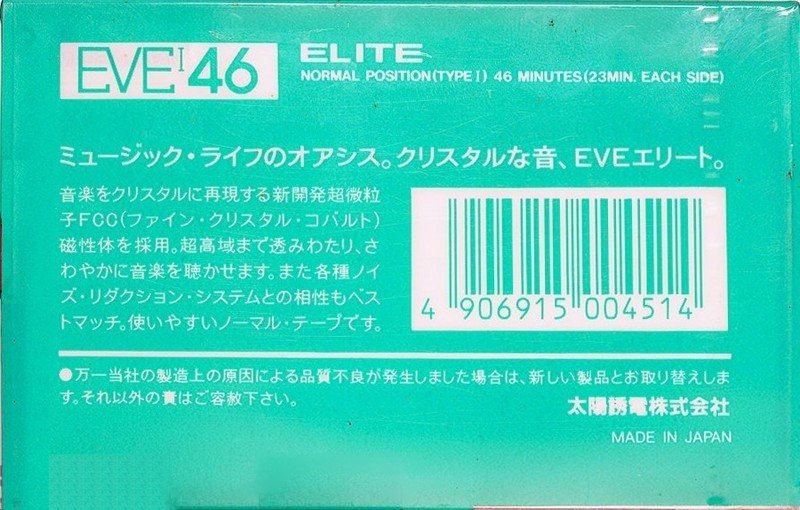 EVE I 46
ELITE
NORMAL POSITION(TYPE I) 46 MINUTES(23MIN. EACH SIDE)
ミュージック・ライフのオアシス。クリスタルな音、EVEエリート。
音楽をクリスタルに再現する新開発超微粒
子FCC(ファイン・クリスタル・コバルト)
磁性体を採用。超高域まで透みわたり、さ
わやかに音楽を聴かせます。また各種ノイ
ズ・リダクション・システムとの相性もベス
トマッチ。使いやすいノーマル・テープです。
4 906915 004514
●万一当社の製造上の原因による品質不良が発生しました場合は、新しい製品とお取り替えしま
す。それ以外の責はご容赦下さい。
太陽誘電株式会社
MADE IN JAPAN